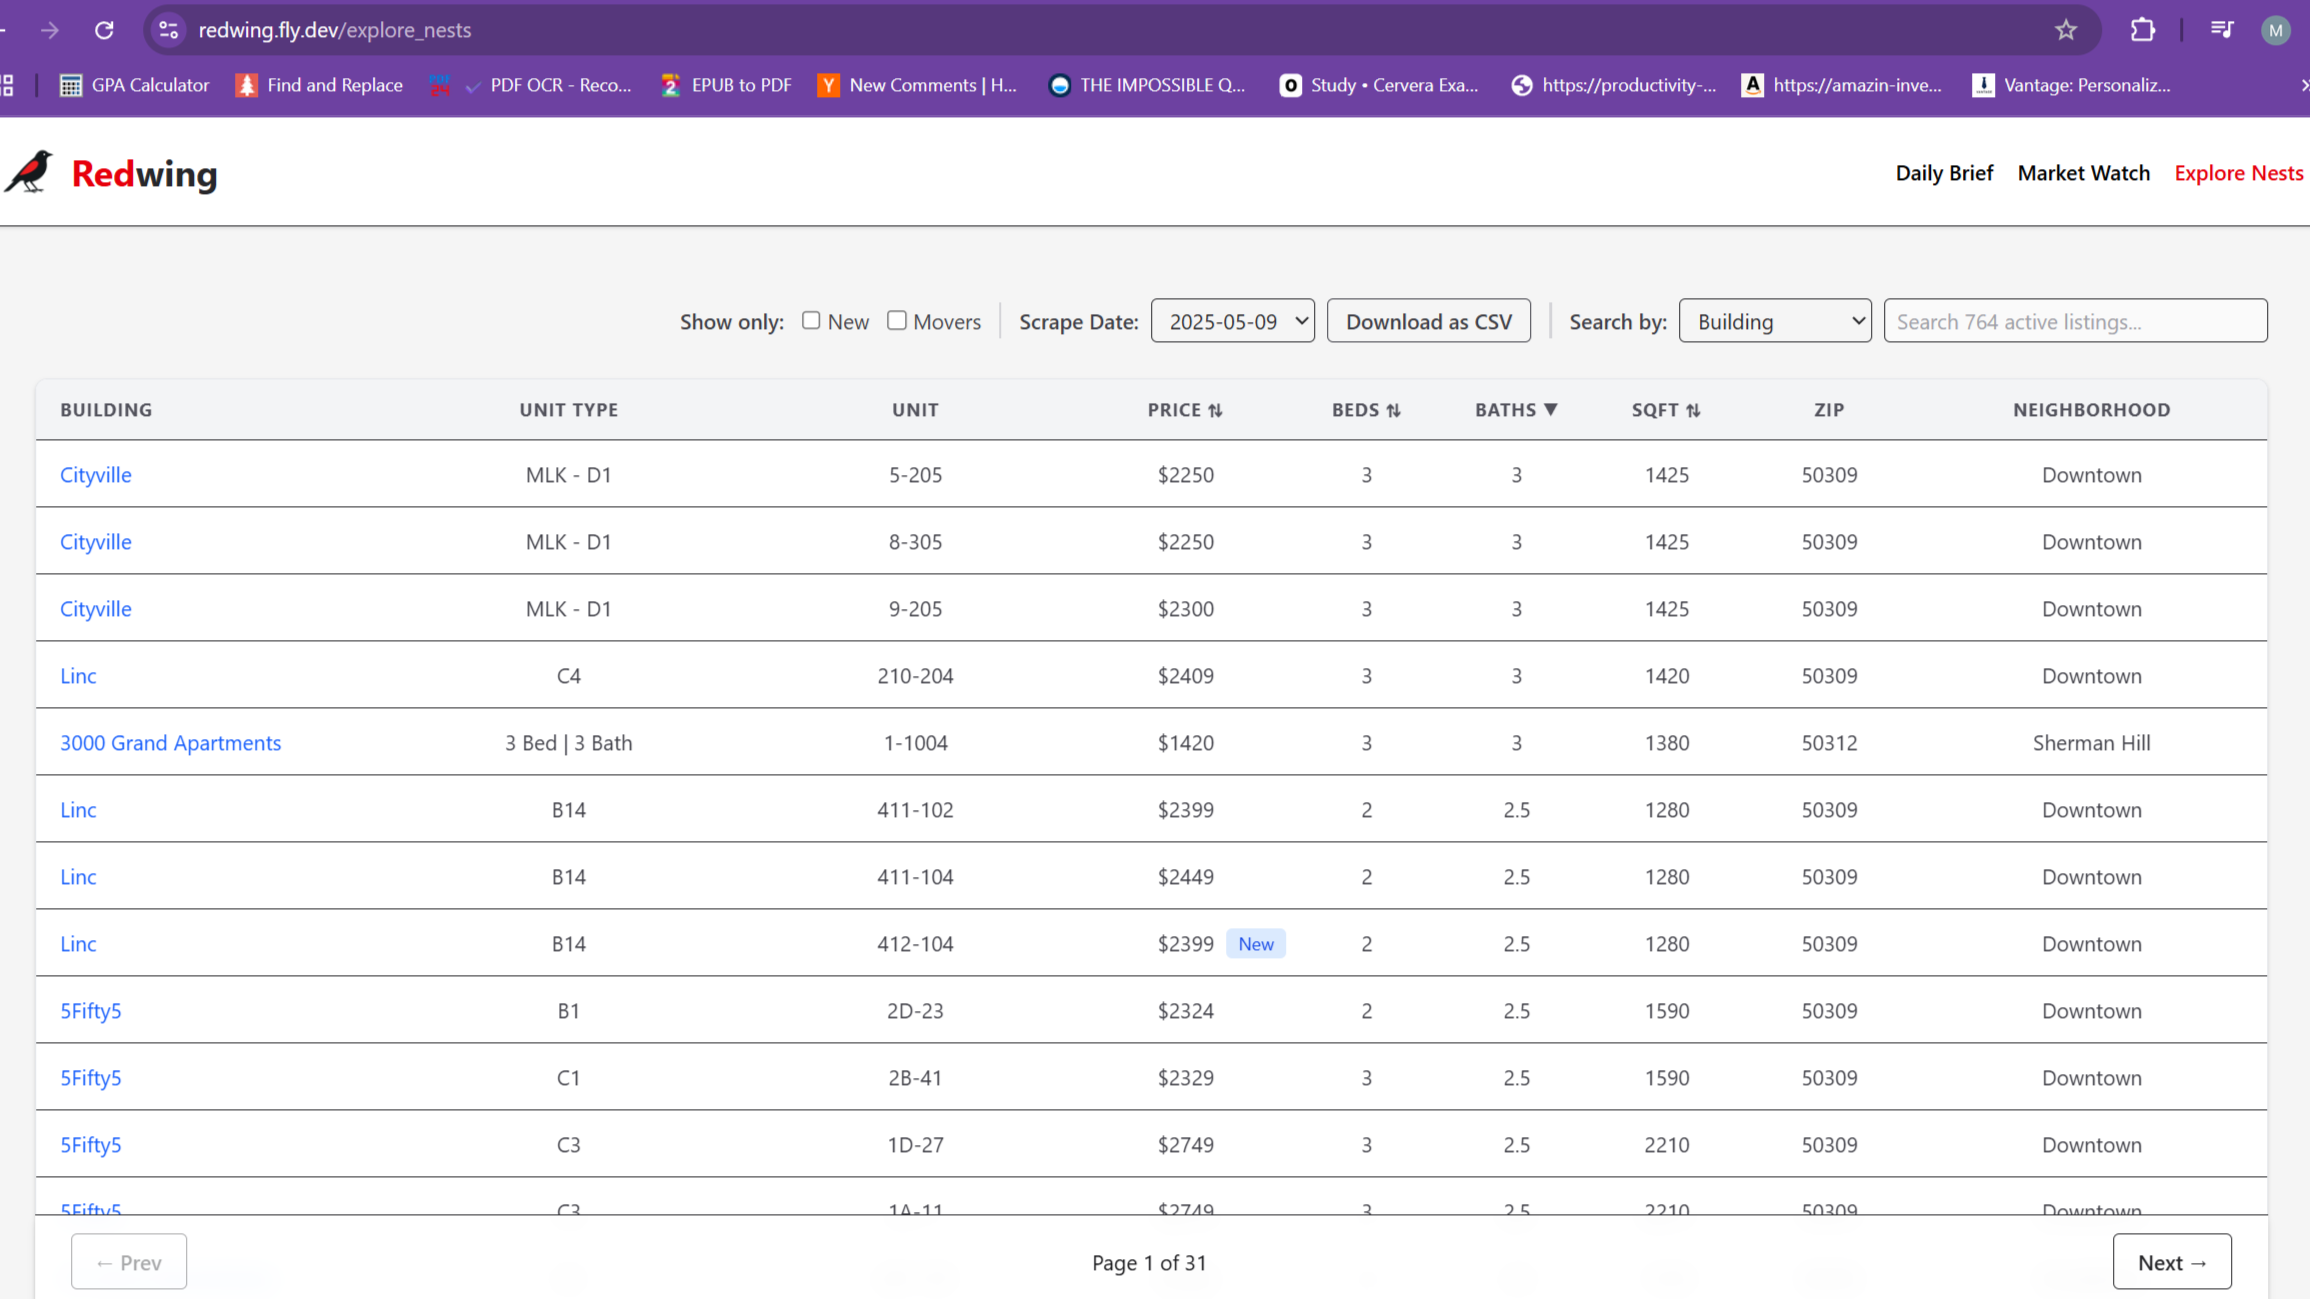 redwing.fly.dev/explore_nests
GPA Calculator Find and Replace PDF24 PDF OCR - Reco... EPUB to PDF New Comments | H... THE IMPOSSIBLE Q... Study • Cervera Exa... https://productivity-... https://amazin-inve... Vantage: Personaliz...
Redwing Daily Brief Market Watch Explore Nests
Show only: New Movers Scrape Date: 2025-05-09 Download as CSV Search by: Building Search 764 active listings...
BUILDING UNIT TYPE UNIT PRICE ⇅ BEDS ⇅ BATHS ▼ SQFT ⇅ ZIP NEIGHBORHOOD
Cityville MLK - D1 5-205 $2250 3 3 1425 50309 Downtown
Cityville MLK - D1 8-305 $2250 3 3 1425 50309 Downtown
Cityville MLK - D1 9-205 $2300 3 3 1425 50309 Downtown
Linc C4 210-204 $2409 3 3 1420 50309 Downtown
3000 Grand Apartments 3 Bed | 3 Bath 1-1004 $1420 3 3 1380 50312 Sherman Hill
Linc B14 411-102 $2399 2 2.5 1280 50309 Downtown
Linc B14 411-104 $2449 2 2.5 1280 50309 Downtown
Linc B14 412-104 $2399 New 2 2.5 1280 50309 Downtown
5Fifty5 B1 2D-23 $2324 2 2.5 1590 50309 Downtown
5Fifty5 C1 2B-41 $2329 3 2.5 1590 50309 Downtown
5Fifty5 C3 1D-27 $2749 3 2.5 2210 50309 Downtown
5Fifty5 C3 1A-11 $2749 3 2.5 2210 50309 Downtown
← Prev Page 1 of 31 Next →